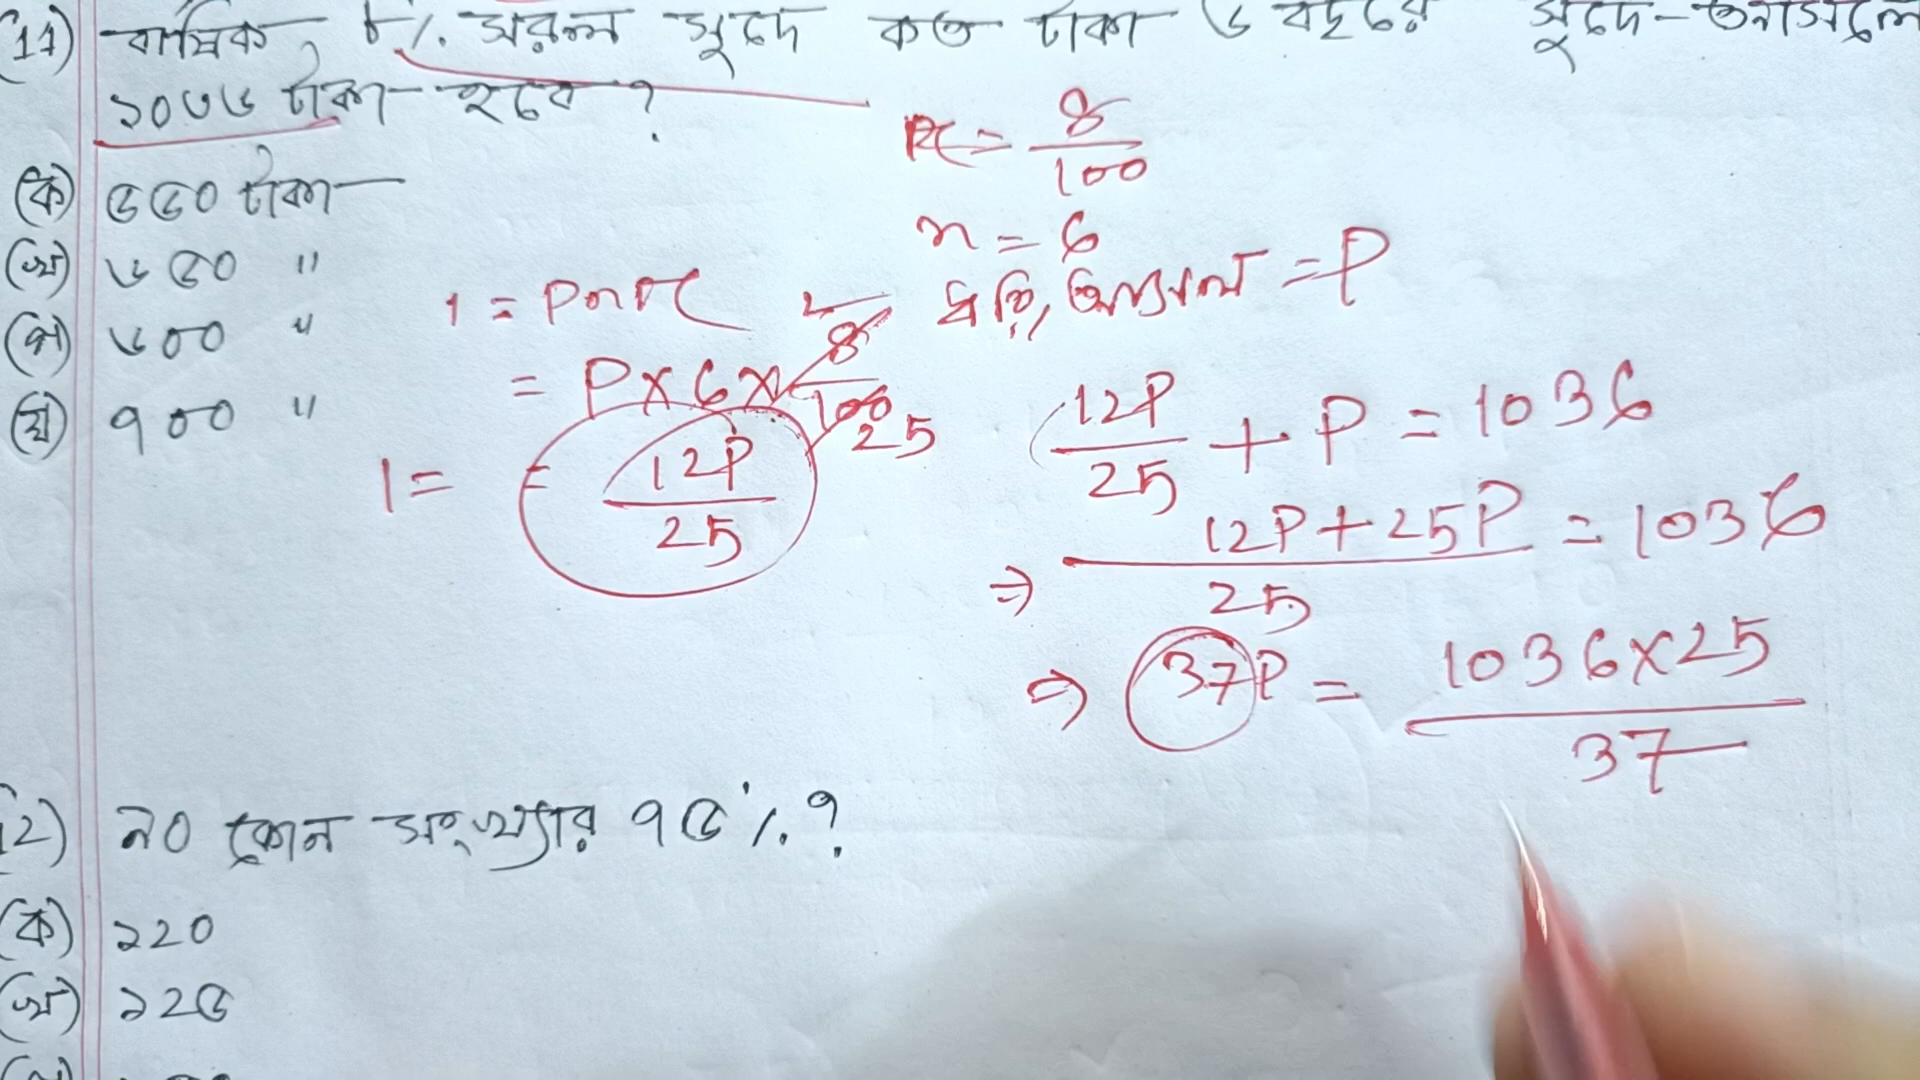 (11) বার্ষিক ৮% সরল সুদে কত টাকা ৬ বছরে সুদে-আসলে
১০৩৬ টাকা হবে?
(ক) ৫৫০ টাকা
(খ) ৬৫০ "
(গ) ৬০০ "
(ঘ) ৭০০ "
r = 8/100
n = 6
ধরি, আসল = P
I = Pnr
= P × 6 × 8/100
2
25
I = = 12P/25
12P/25 + P = 1036
⇒ 12P + 25P / 25 = 1036
⇒ 37P = 1036 × 25 / 37
12) ৯০ কোন সংখ্যার ৭৫%?
(ক) ১২০
(খ) ১২৫